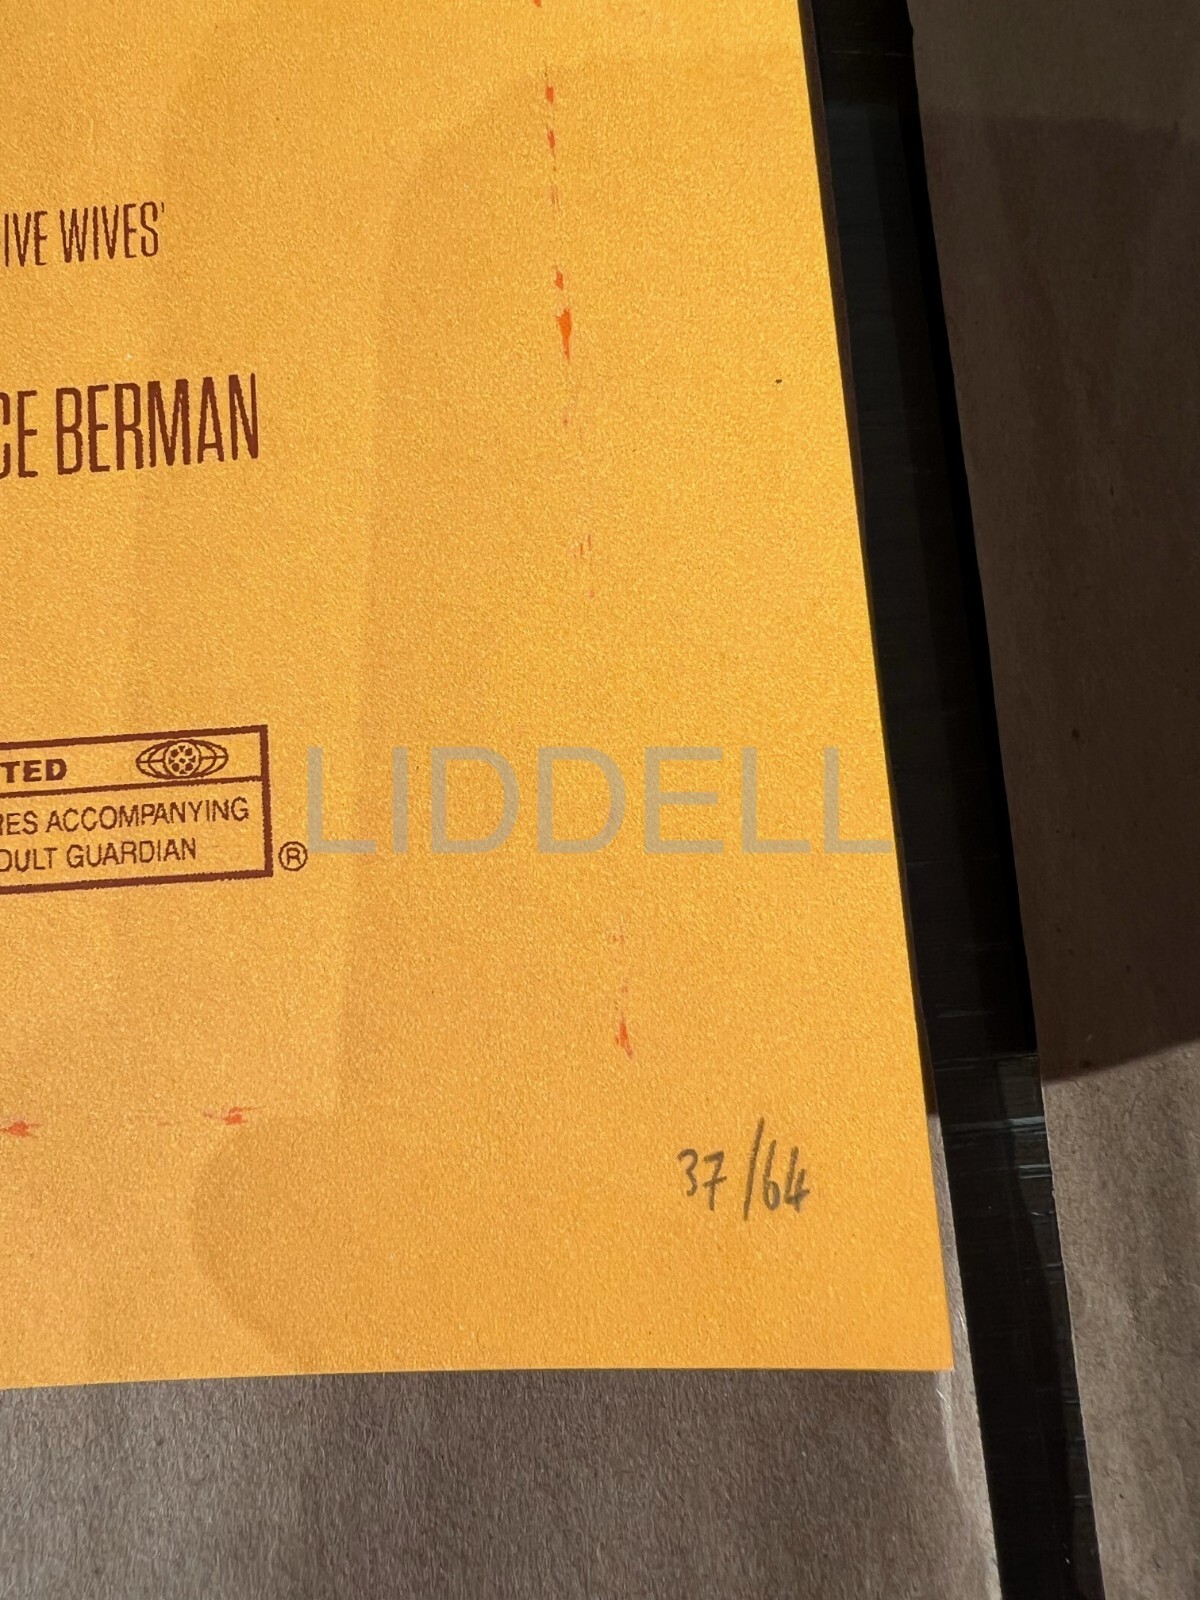 IVE WIVES'
CE BERMAN
TED
RES ACCOMPANYING
DULT GUARDIAN
®
LIDDELL
37/64